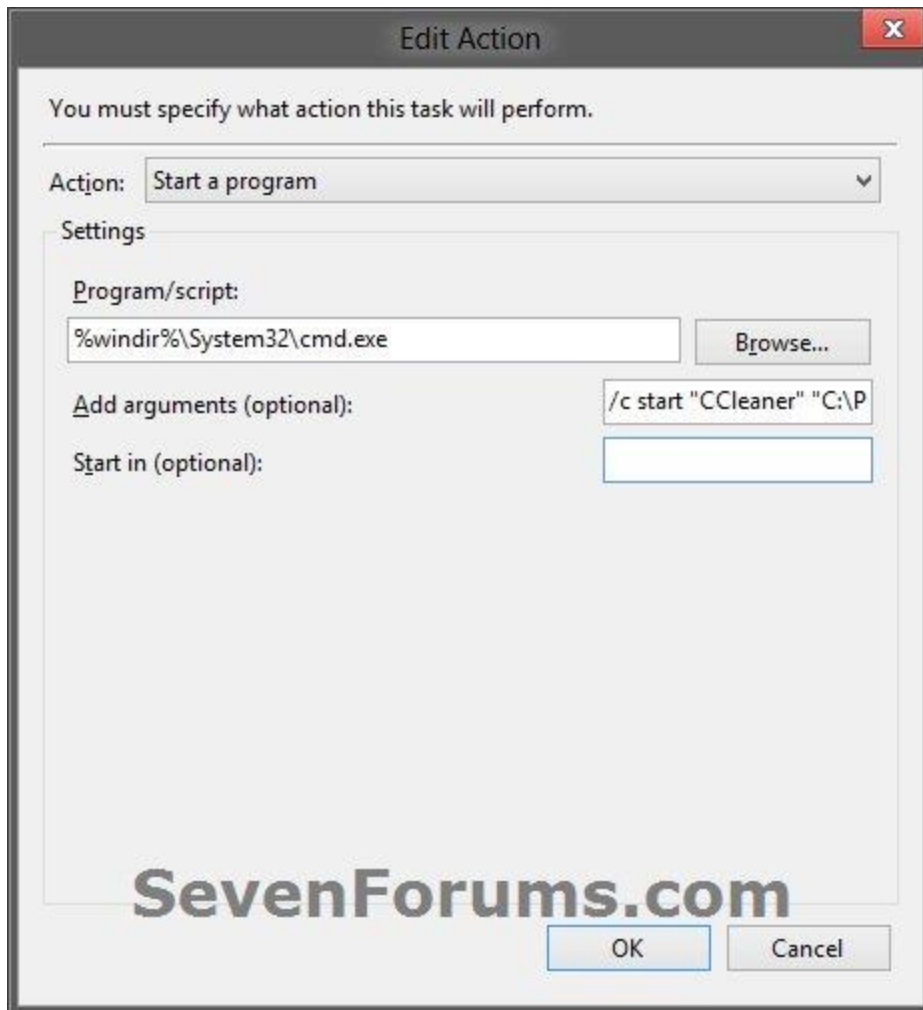 Edit Action
You must specify what action this task will perform.
Action: Start a program
Settings
Program/script:
%windir%\System32\cmd.exe Browse...
Add arguments (optional): /c start "CCleaner" "C:\P
Start in (optional):
SevenForums.com
OK Cancel